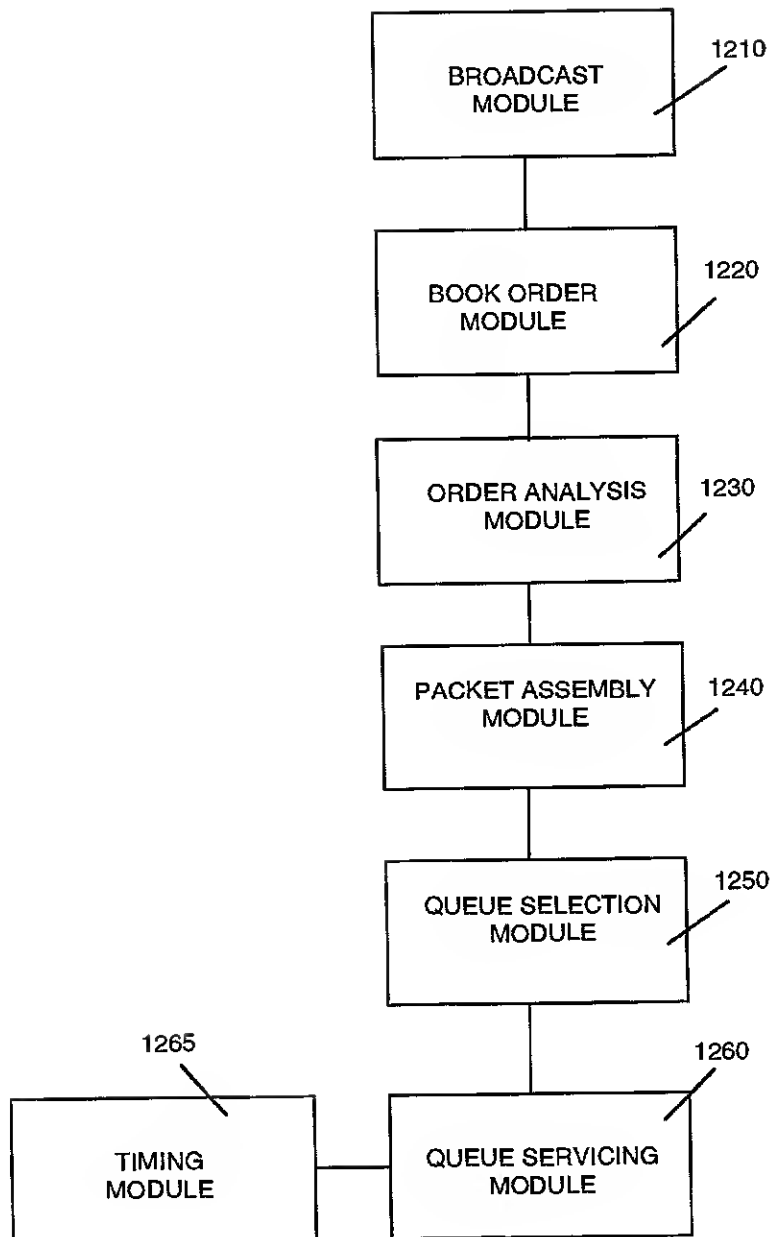 1210
BROADCAST
MODULE
1220
BOOK ORDER
MODULE
1230
ORDER ANALYSIS
MODULE
1240
PACKET ASSEMBLY
MODULE
1250
QUEUE SELECTION
MODULE
1265
1260
TIMING
MODULE
QUEUE SERVICING
MODULE